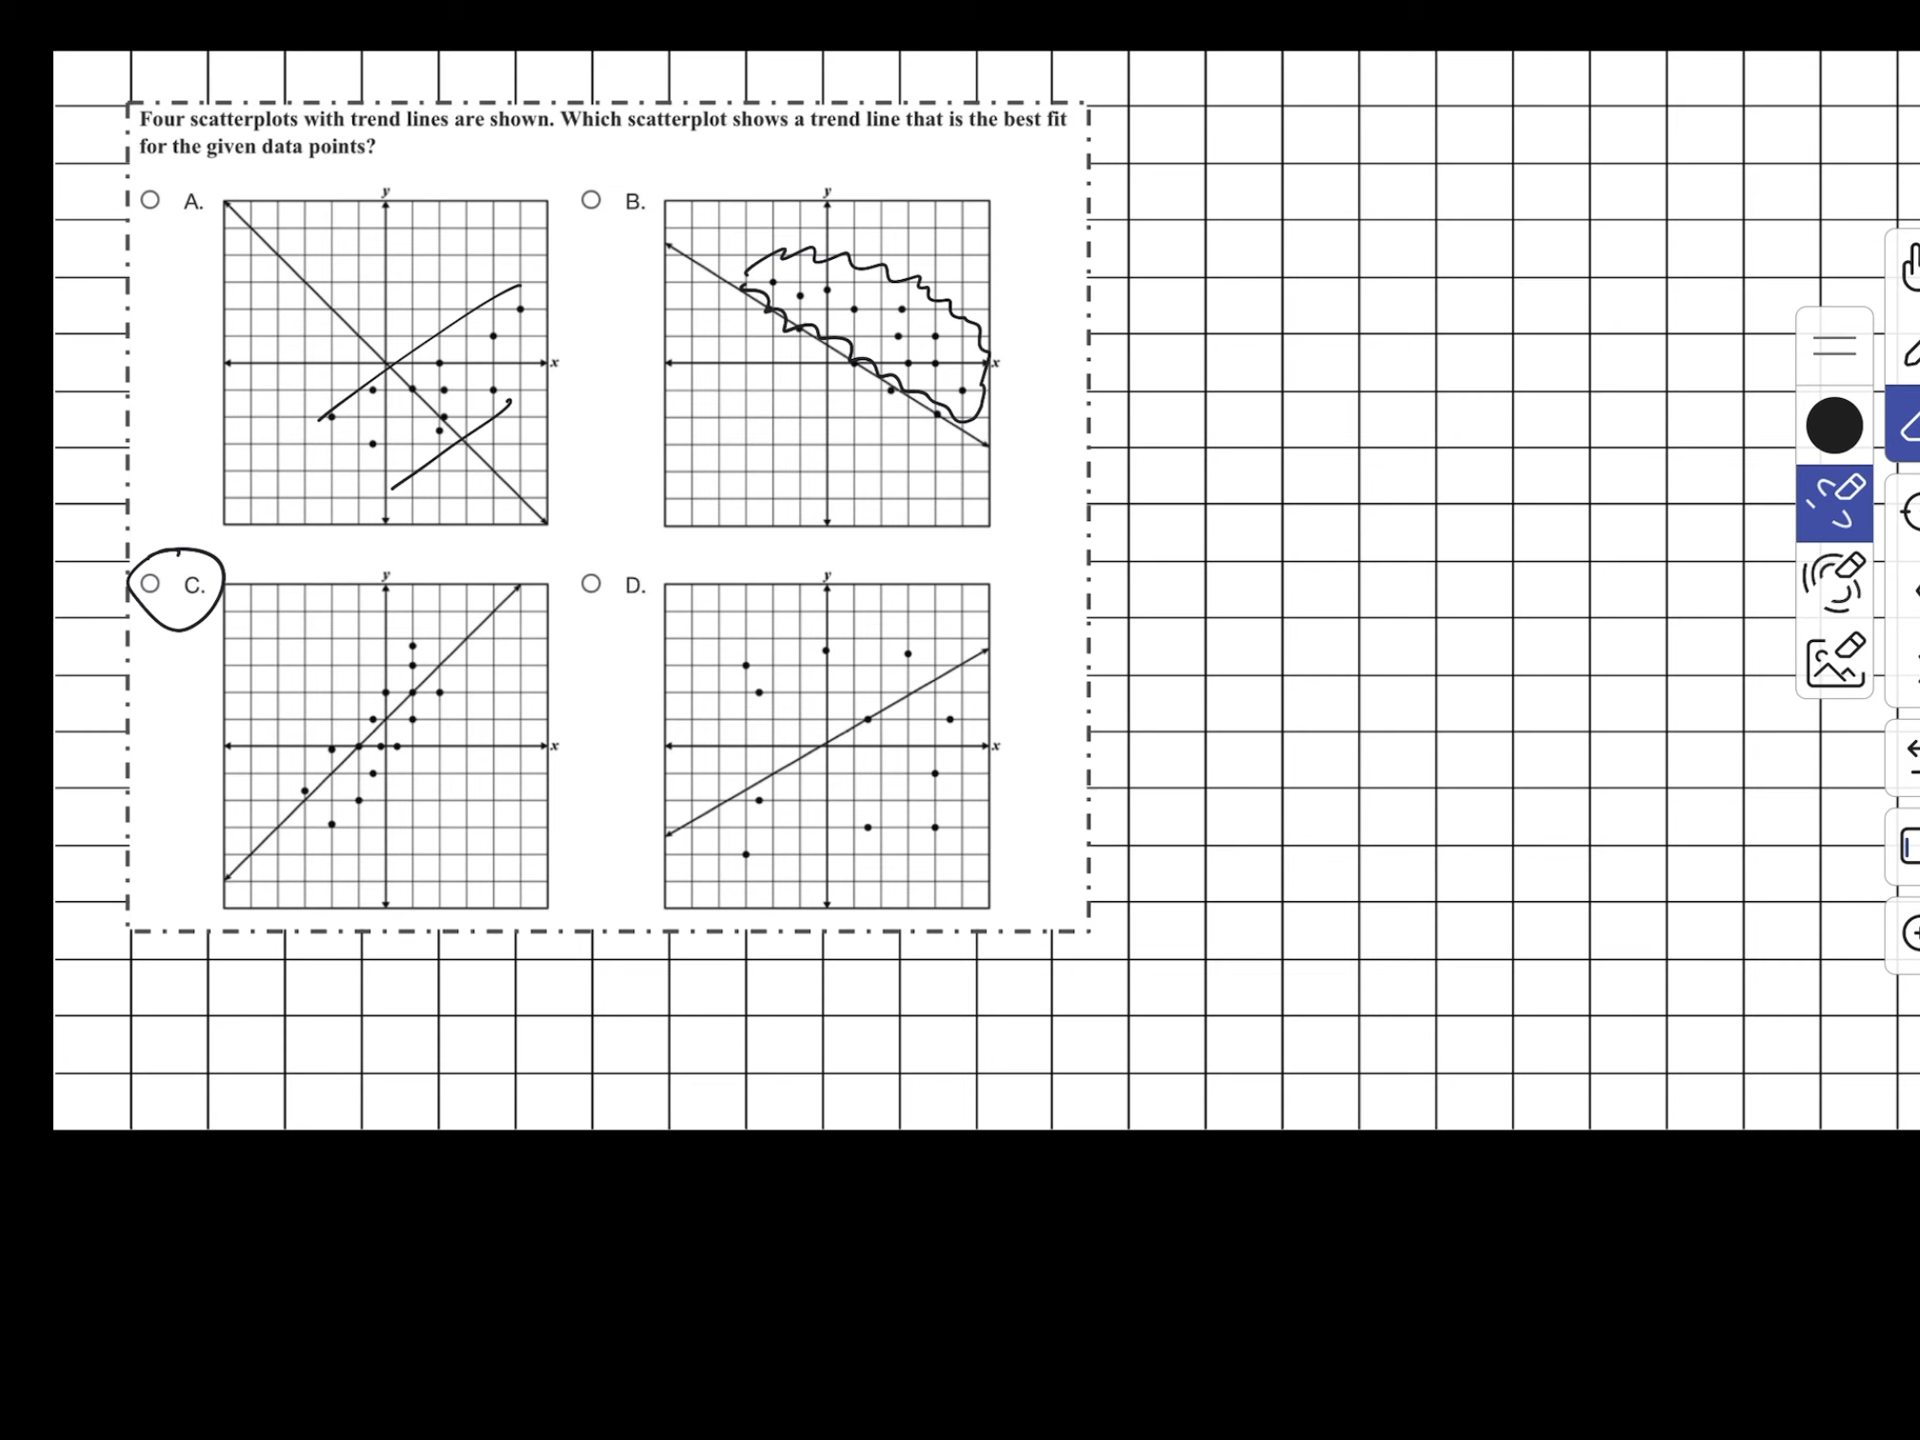 Four scatterplots with trend lines are shown. Which scatterplot shows a trend line that is the best fit
for the given data points?
A.
y
x
B.
y
x
C.
y
x
D.
y
x